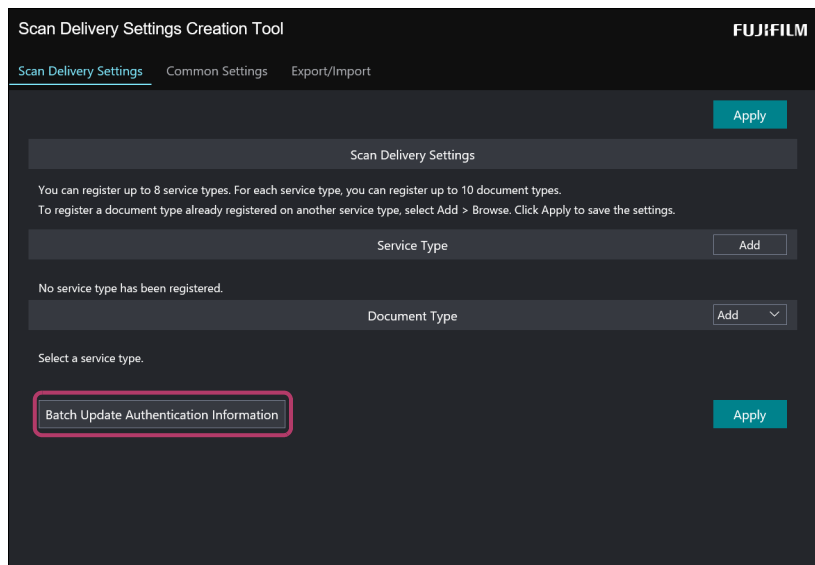 Scan Delivery Settings Creation Tool
FUJIFILM
Scan Delivery Settings
Common Settings
Export/Import
Apply
Scan Delivery Settings
You can register up to 8 service types. For each service type, you can register up to 10 document types.
To register a document type already registered on another service type, select Add > Browse. Click Apply to save the settings.
Service Type
Add
No service type has been registered.
Document Type
Add
Select a service type.
Batch Update Authentication Information
Apply